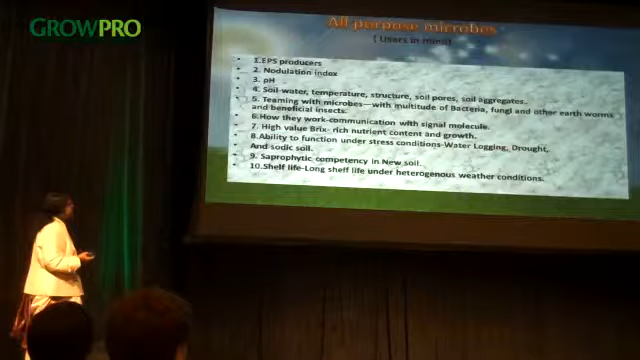 GROWPRO
All purpose microbes
( Users in mind)
• 1.EPS producers
• 2. Nodulation index
• 3. pH
• 4. Soil-water, temperature, structure, soil pores, soil aggregates.
• 5. Teaming with microbes—with multitude of Bacteria, fungi and other earth worms
and beneficial insects.
• 6.How they work-communication with signal molecule.
• 7. High value Brix- rich nutrient content and growth.
• 8.Ability to function under stress conditions-Water Logging, Drought,
• And sodic soil.
• 9. Saprophytic competency in New soil.
• 10.Shelf life-Long shelf life under heterogenous weather conditions.